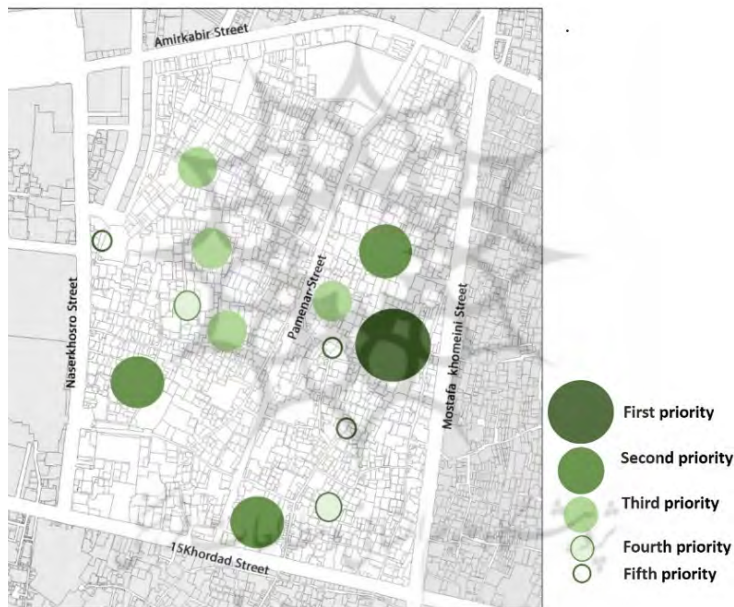 Amirkabir Street
Naserkhosro Street
Pamenar Street
Mostafa khomeini Street
15Khordad Street
First priority
Second priority
Third priority
Fourth priority
Fifth priority